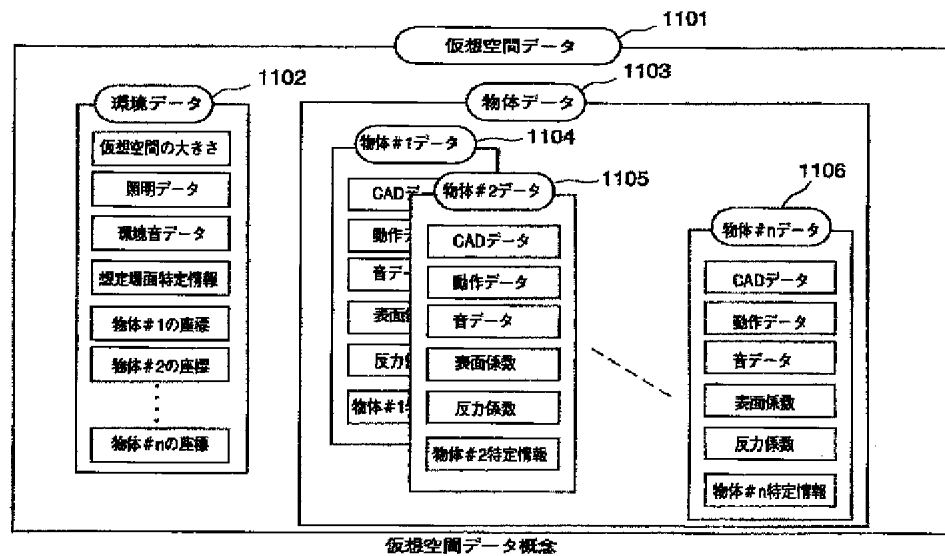 1101
仮想空間データ
1102
環境データ
仮想空間の大きさ
照明データ
環境音データ
想定場面特定情報
物体#1の座標
物体#2の座標
物体#nの座標
1103
物体データ
1104
物体#1データ
CADデ
動作デ
音デー
表面係
反力係
物体#1特
1105
物体#2データ
CADデータ
動作データ
音データ
表面係数
反力係数
物体#2特定情報
1106
物体#nデータ
CADデータ
動作データ
音データ
表面係数
反力係数
物体#n特定情報
仮想空間データ概念